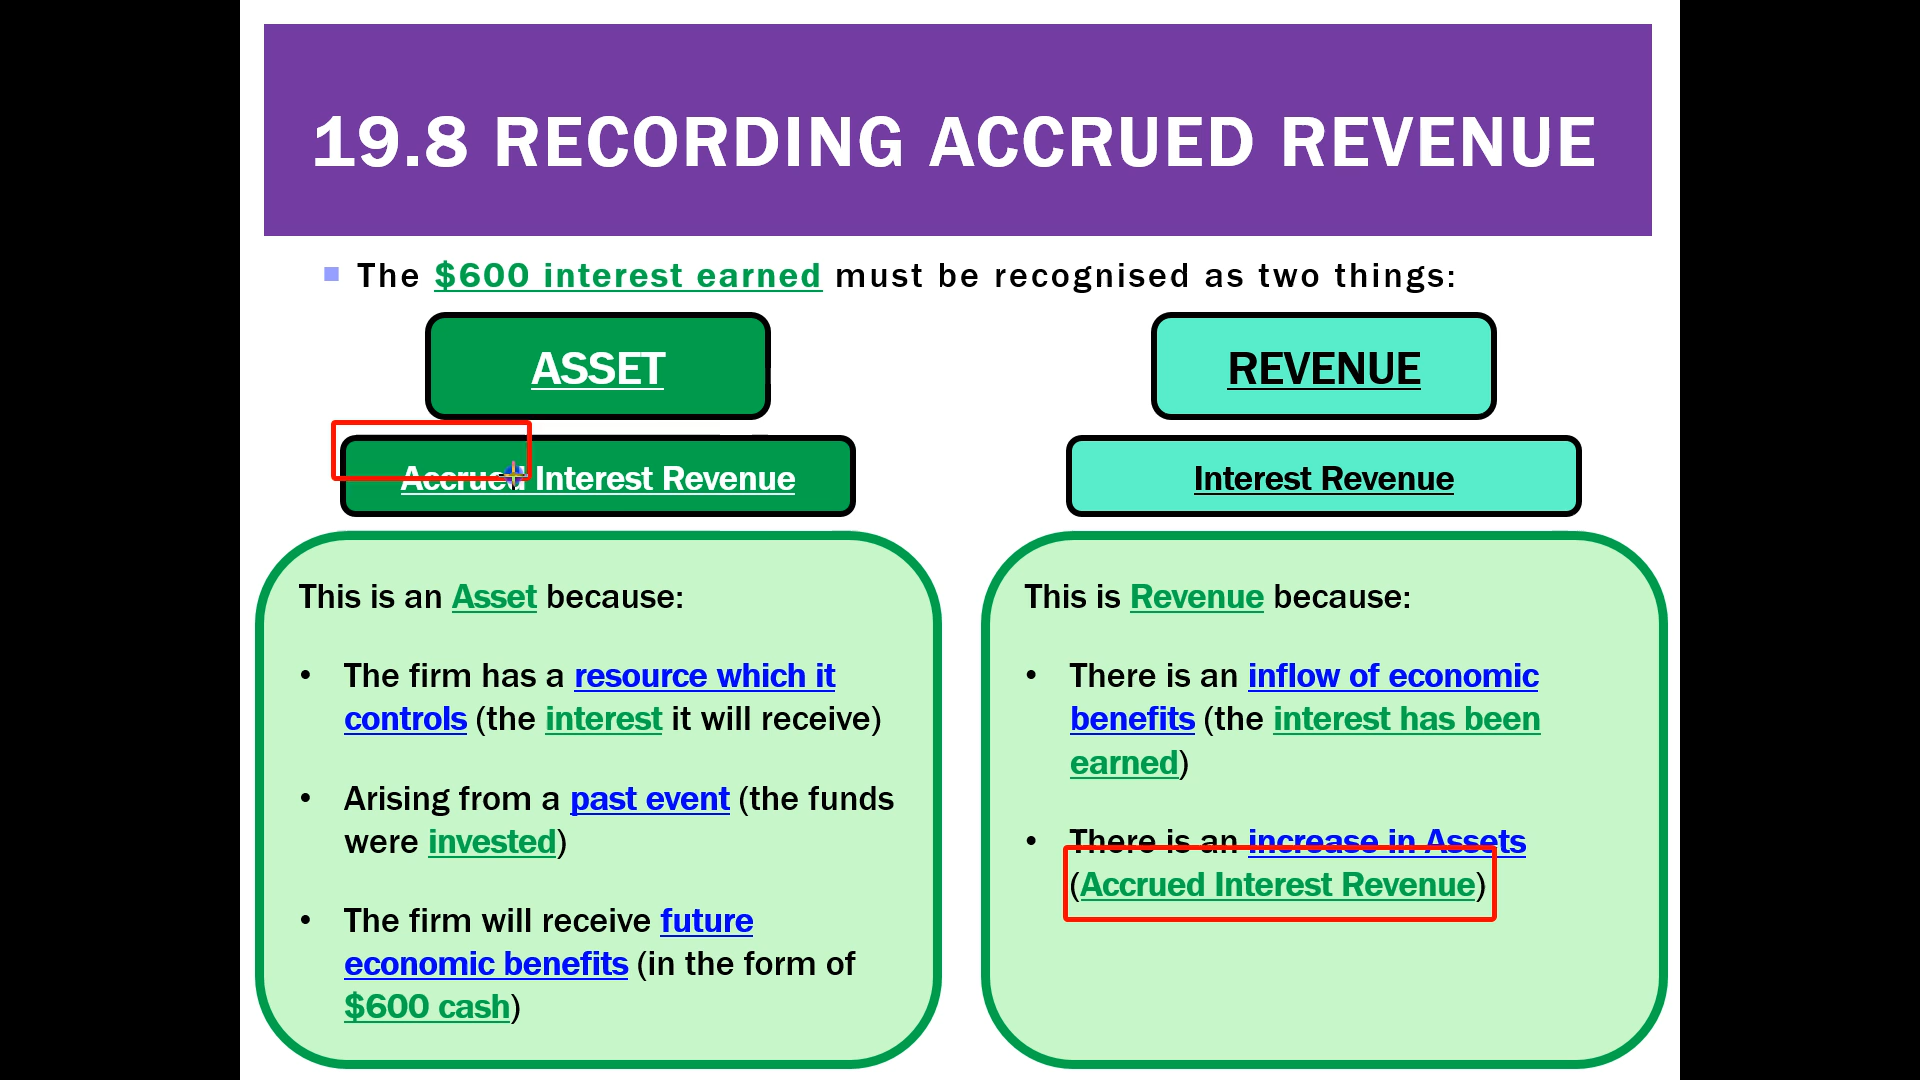 19.8 RECORDING ACCRUED REVENUE
The $600 interest earned must be recognised as two things:
ASSET
Accrued Interest Revenue
This is an Asset because:
• The firm has a resource which it
controls (the interest it will receive)
• Arising from a past event (the funds
were invested)
• The firm will receive future
economic benefits (in the form of
$600 cash)
REVENUE
Interest Revenue
This is Revenue because:
• There is an inflow of economic
benefits (the interest has been
earned)
• There is an increase in Assets
(Accrued Interest Revenue)